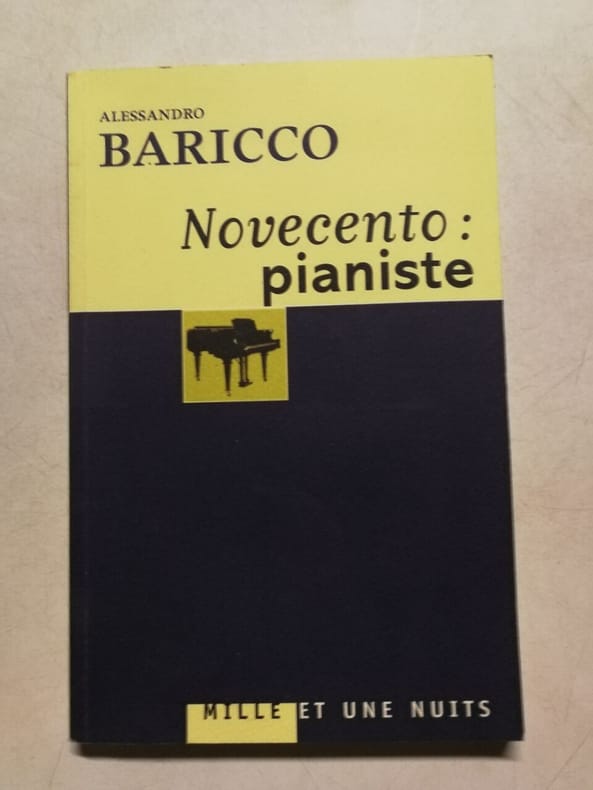 ALESSANDRO
BARICCO
Novecento :
pianiste
MILLE ET UNE NUITS